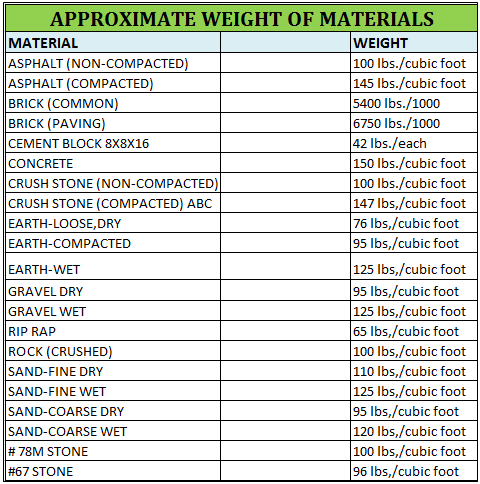 APPROXIMATE WEIGHT OF MATERIALS
MATERIAL WEIGHT
ASPHALT (NON-COMPACTED) 100 lbs./cubic foot
ASPHALT (COMPACTED) 145 lbs./cubic foot
BRICK (COMMON) 5400 lbs./1000
BRICK (PAVING) 6750 lbs./1000
CEMENT BLOCK 8X8X16 42 lbs./each
CONCRETE 150 lbs./cubic foot
CRUSH STONE (NON-COMPACTED) 100 lbs./cubic foot
CRUSH STONE (COMPACTED) ABC 147 lbs,/cubic foot
EARTH-LOOSE,DRY 76 lbs,/cubic foot
EARTH-COMPACTED 95 lbs,/cubic foot
EARTH-WET 125 lbs,/cubic foot
GRAVEL DRY 95 lbs,/cubic foot
GRAVEL WET 125 lbs,/cubic foot
RIP RAP 65 lbs,/cubic foot
ROCK (CRUSHED) 100 lbs,/cubic foot
SAND-FINE DRY 110 lbs,/cubic foot
SAND-FINE WET 125 lbs,/cubic foot
SAND-COARSE DRY 95 lbs,/cubic foot
SAND-COARSE WET 120 lbs,/cubic foot
# 78M STONE 100 lbs,/cubic foot
#67 STONE 96 lbs,/cubic foot